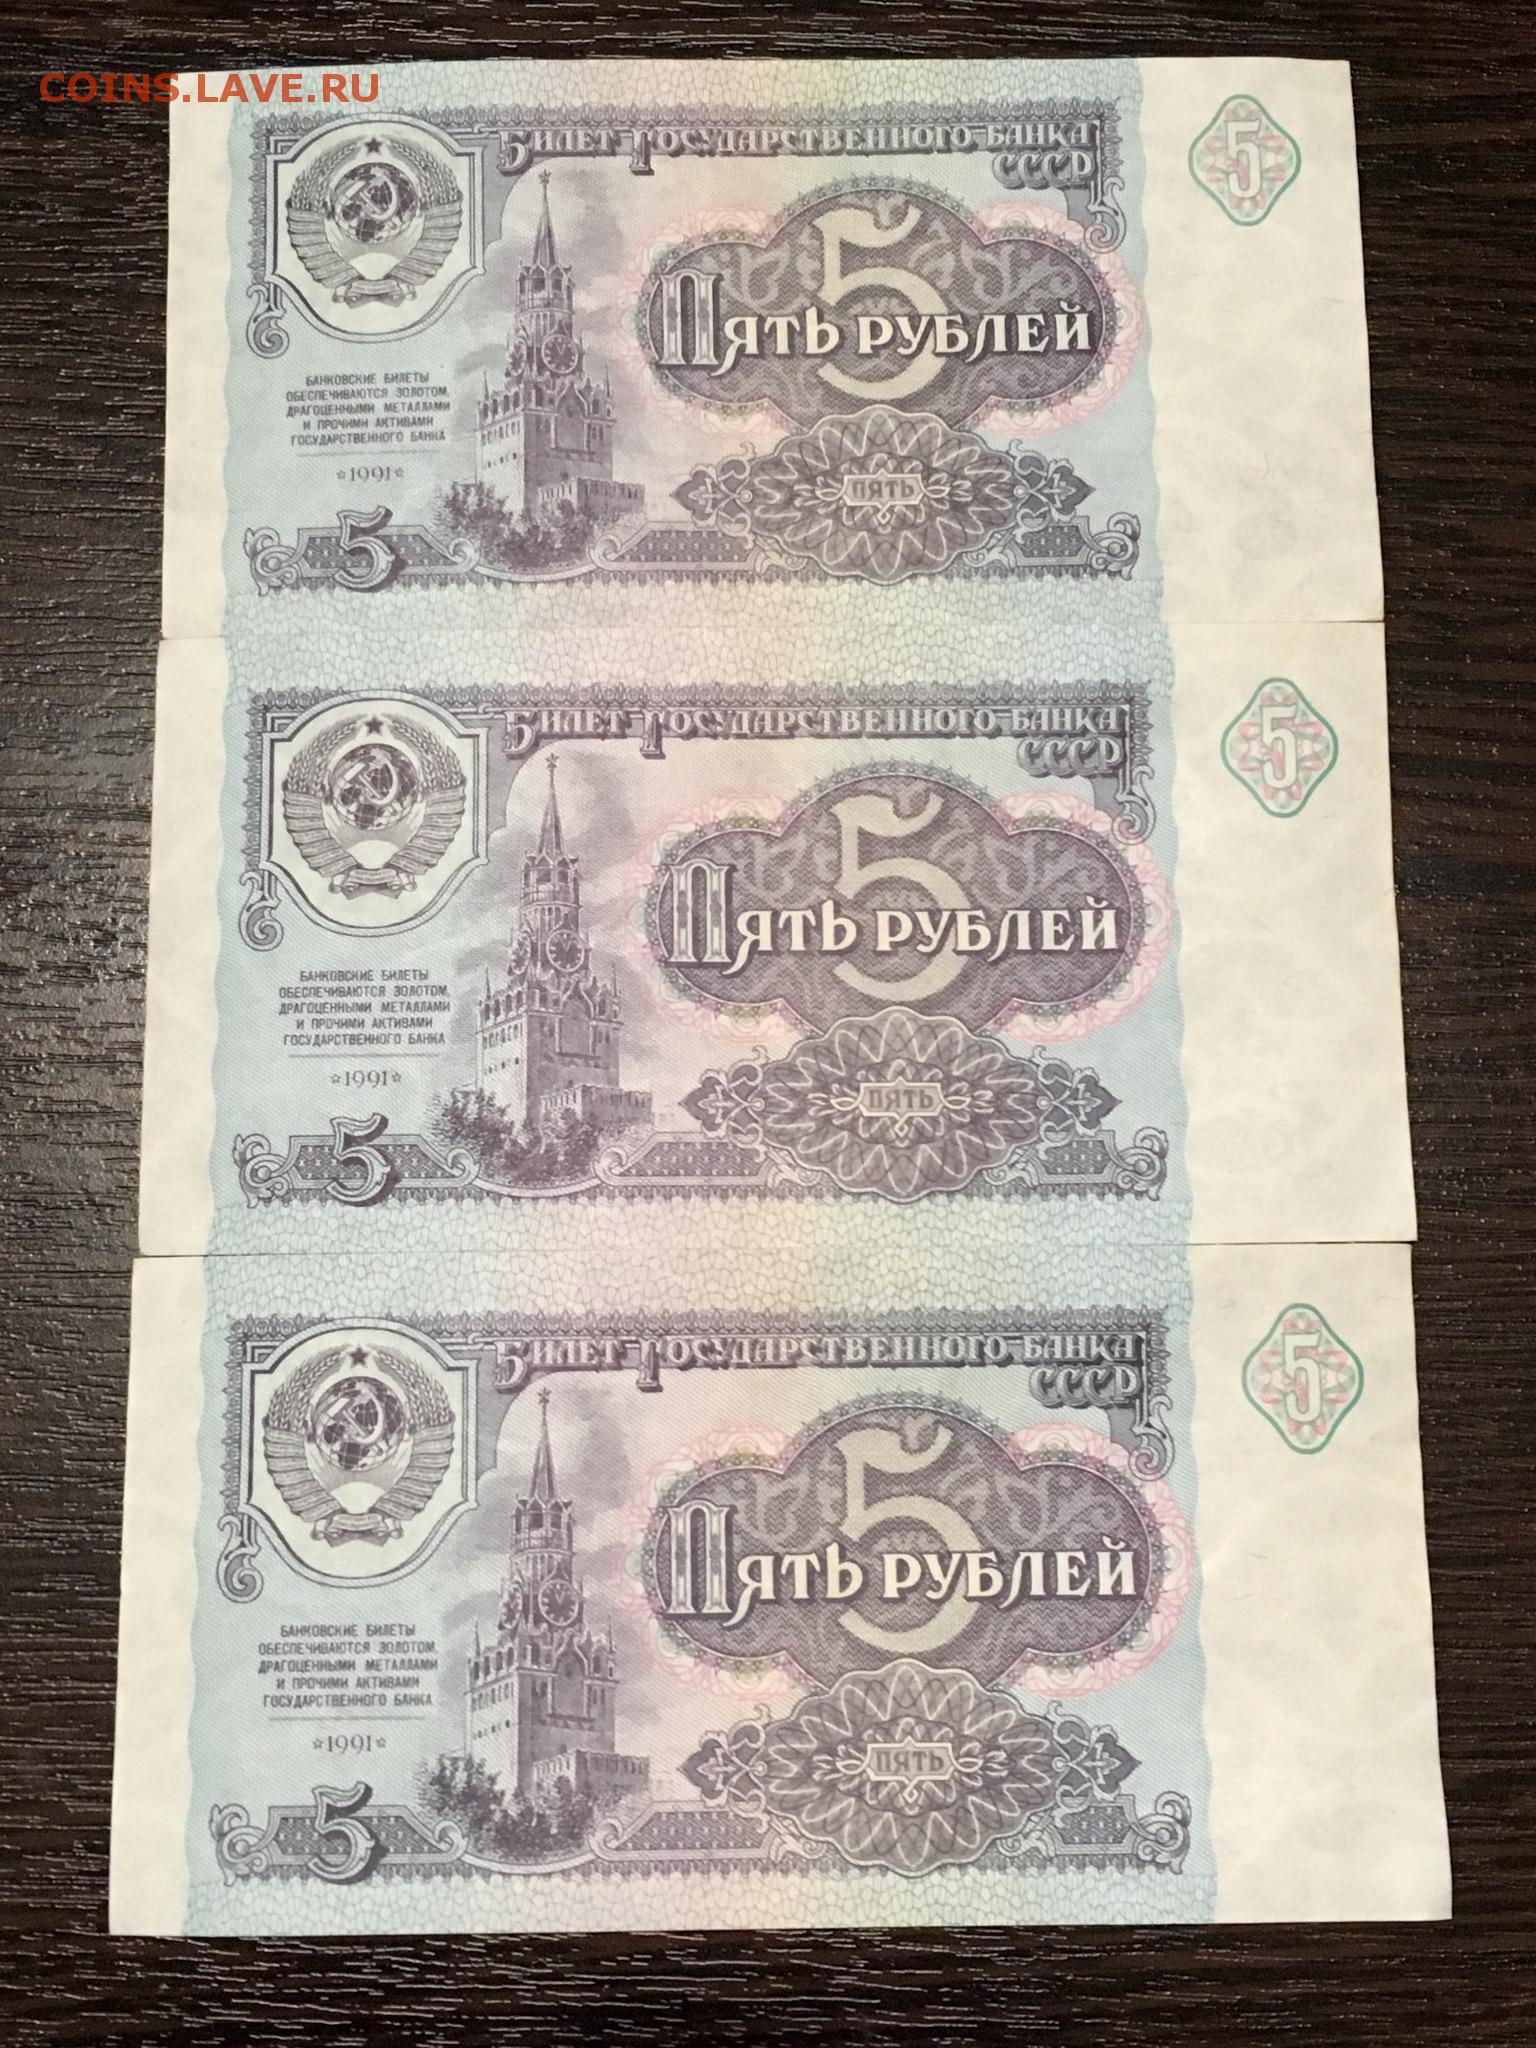 COINS.LAVE.RU
БИЛЕТ ГОСУДАРСТВЕННОГО БАНКА
СССР
5
5
ПЯТЬ РУБЛЕЙ
БАНКОВСКИЕ БИЛЕТЫ
ОБЕСПЕЧИВАЮТСЯ ЗОЛОТОМ,
ДРАГОЦЕННЫМИ МЕТАЛЛАМИ
И ПРОЧИМИ АКТИВАМИ
ГОСУДАРСТВЕННОГО БАНКА
1991
ПЯТЬ
5
БИЛЕТ ГОСУДАРСТВЕННОГО БАНКА
СССР
5
5
ПЯТЬ РУБЛЕЙ
БАНКОВСКИЕ БИЛЕТЫ
ОБЕСПЕЧИВАЮТСЯ ЗОЛОТОМ,
ДРАГОЦЕННЫМИ МЕТАЛЛАМИ
И ПРОЧИМИ АКТИВАМИ
ГОСУДАРСТВЕННОГО БАНКА
1991
ПЯТЬ
5
БИЛЕТ ГОСУДАРСТВЕННОГО БАНКА
СССР
5
5
ПЯТЬ РУБЛЕЙ
БАНКОВСКИЕ БИЛЕТЫ
ОБЕСПЕЧИВАЮТСЯ ЗОЛОТОМ,
ДРАГОЦЕННЫМИ МЕТАЛЛАМИ
И ПРОЧИМИ АКТИВАМИ
ГОСУДАРСТВЕННОГО БАНКА
1991
ПЯТЬ
5